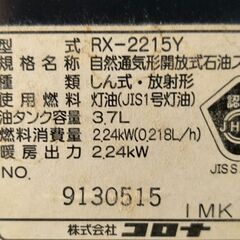 型 式 RX-2215Y
規格名称 自然通気形開放式石油ス
種 類 しん式・放射形
使用燃料 灯油(JIS1号灯油)
油タンク容量 3.7L
燃料消費量 2.24kW(0.218L/h)
暖房出力 2.24kW
NO.
9130515
株式会社 コロナ
認
JH
JISS
IMK